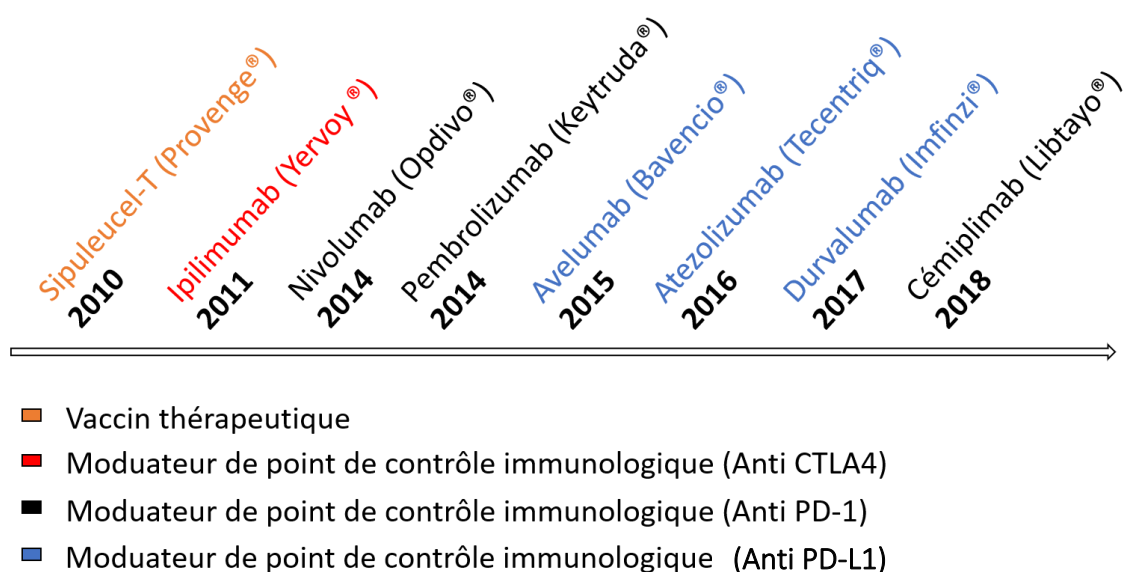 Sipuleucel-T (Provenge®)
2010
Ipilimumab (Yervoy ®)
2011
Nivolumab (Opdivo®)
2014
Pembrolizumab (Keytruda®)
2014
Avelumab (Bavencio®)
2015
Atezolizumab (Tecentriq®)
2016
Durvalumab (Imfinzi®)
2017
Cémiplimab (Libtayo®)
2018
Vaccin thérapeutique
Moduateur de point de contrôle immunologique (Anti CTLA4)
Moduateur de point de contrôle immunologique (Anti PD-1)
Moduateur de point de contrôle immunologique (Anti PD-L1)